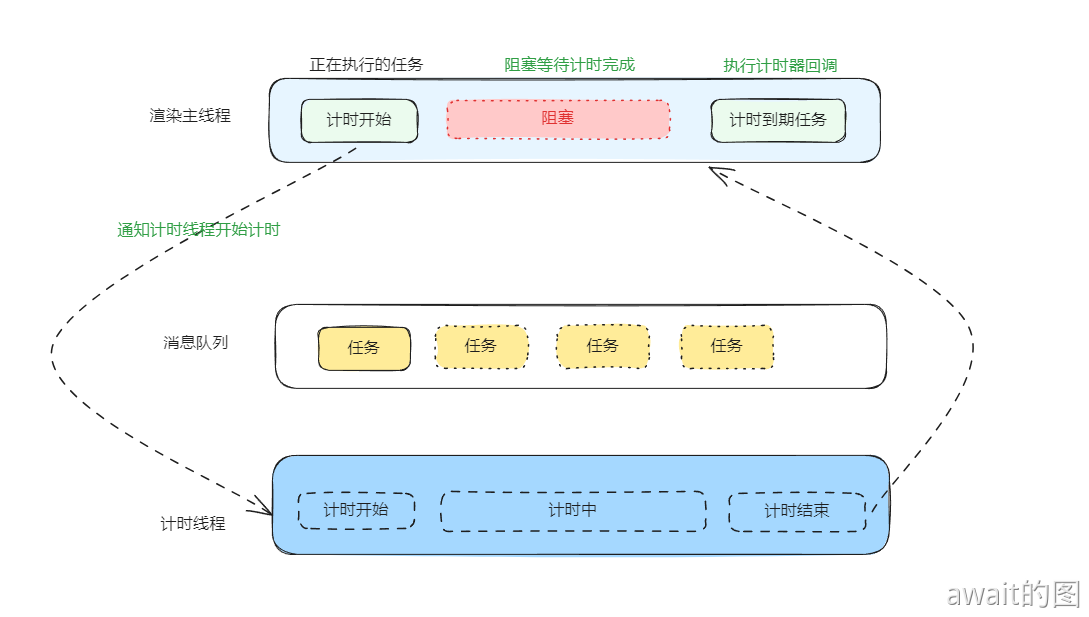 正在执行的任务
阻塞等待计时完成
执行计时器回调
渲染主线程
计时开始
阻塞
计时到期任务
通知计时线程开始计时
消息队列
任务
任务
任务
任务
计时线程
计时开始
计时中
计时结束
await的图